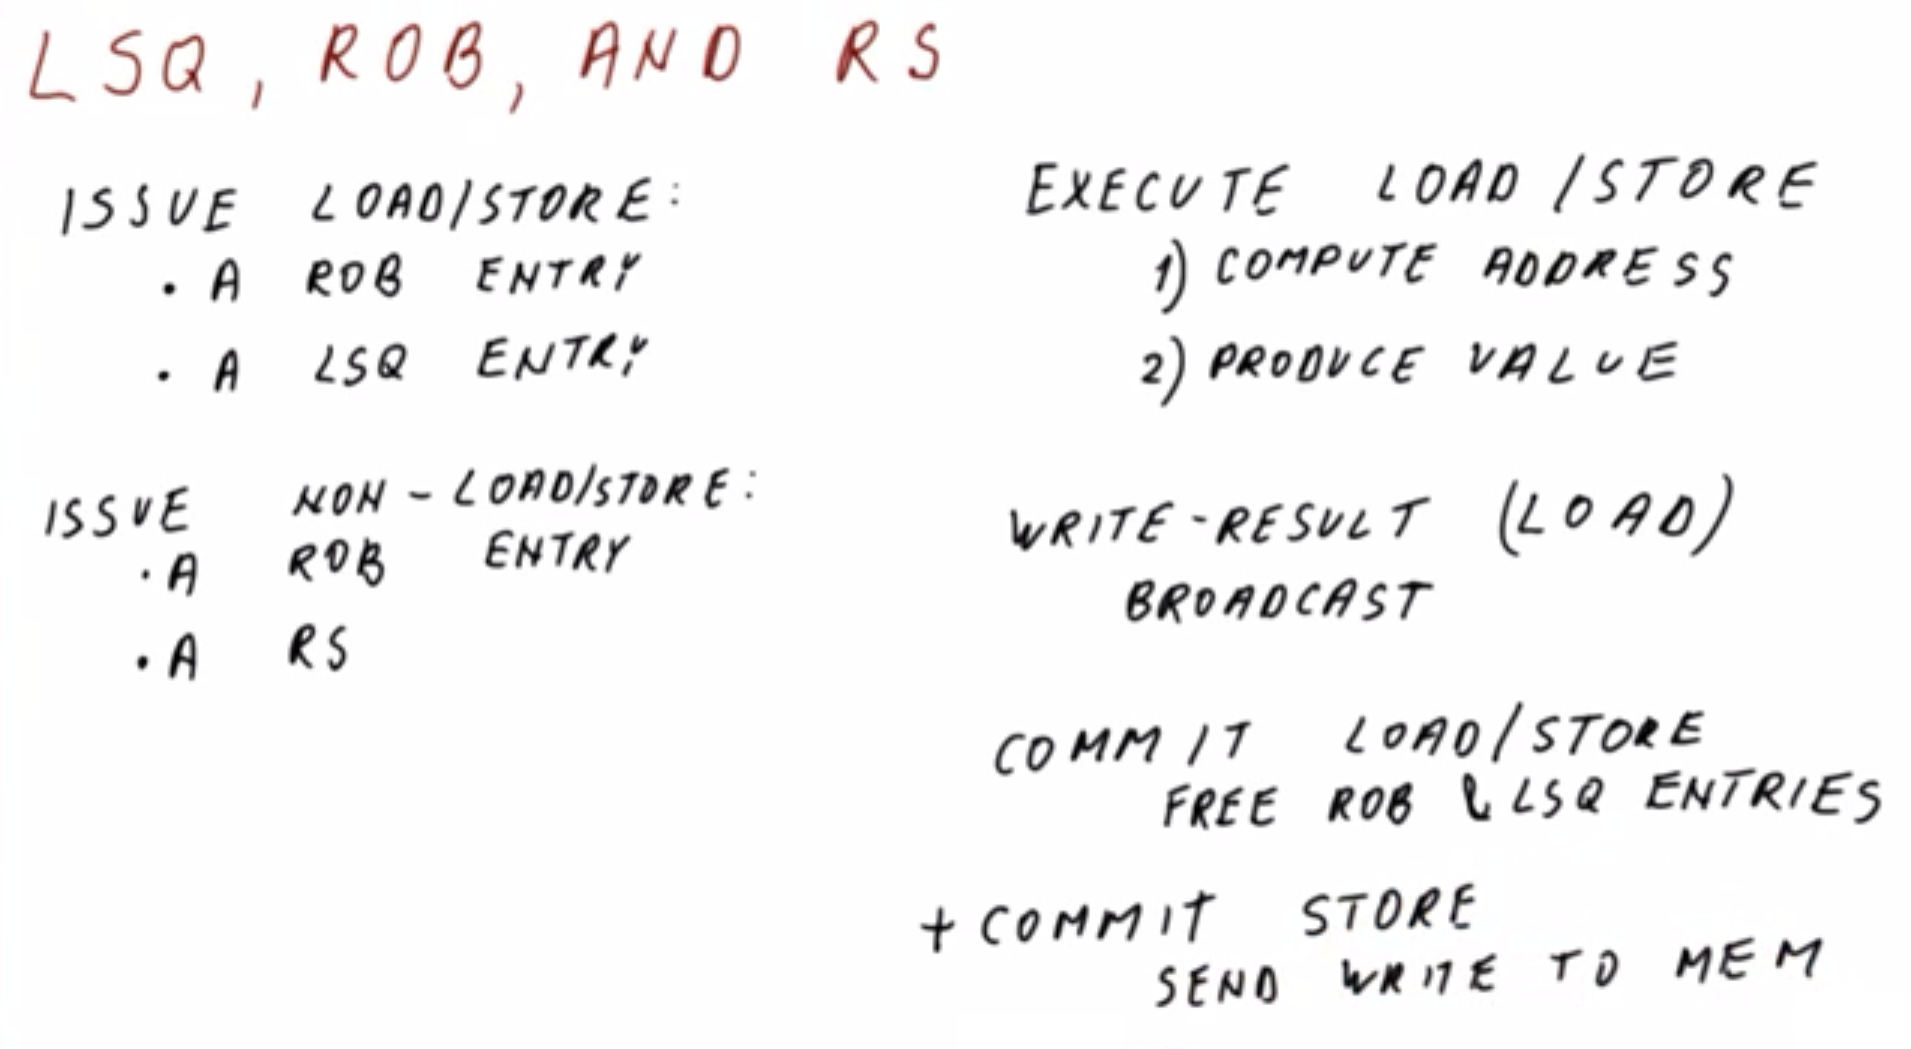 LSQ, ROB, AND RS
ISSUE LOAD/STORE:
• A ROB ENTRY
• A LSQ ENTRY
ISSUE NON-LOAD/STORE:
• A ROB ENTRY
• A RS
EXECUTE LOAD/STORE
1) COMPUTE ADDRESS
2) PRODUCE VALUE
WRITE-RESULT (LOAD)
BROADCAST
COMMIT LOAD/STORE
FREE ROB & LSQ ENTRIES
+ COMMIT STORE
SEND WRITE TO MEM